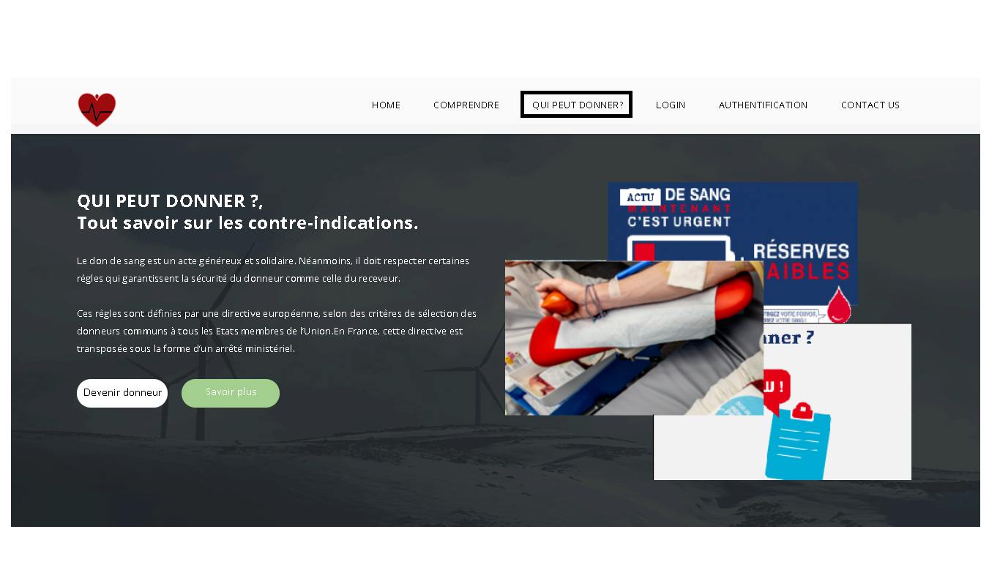 HOME COMPRENDRE QUI PEUT DONNER? LOGIN AUTHENTIFICATION CONTACT US
QUI PEUT DONNER ?,
Tout savoir sur les contre-indications.
Le don de sang est un acte généreux et solidaire. Néanmoins, il doit respecter certaines
règles qui garantissent la sécurité du donneur comme celle du receveur.
Ces règles sont définies par une directive européenne, selon des critères de sélection des
donneurs communs à tous les Etats membres de l’Union.En France, cette directive est
transposée sous la forme d’un arrêté ministériel.
Devenir donneur
Savoir plus
ACTU
DE SANG
MAINTENANT
C'EST URGENT
RÉSERVES
AIBLES
VOTRE POUVOIR,
VOTRE SANG !
nner ?
U !